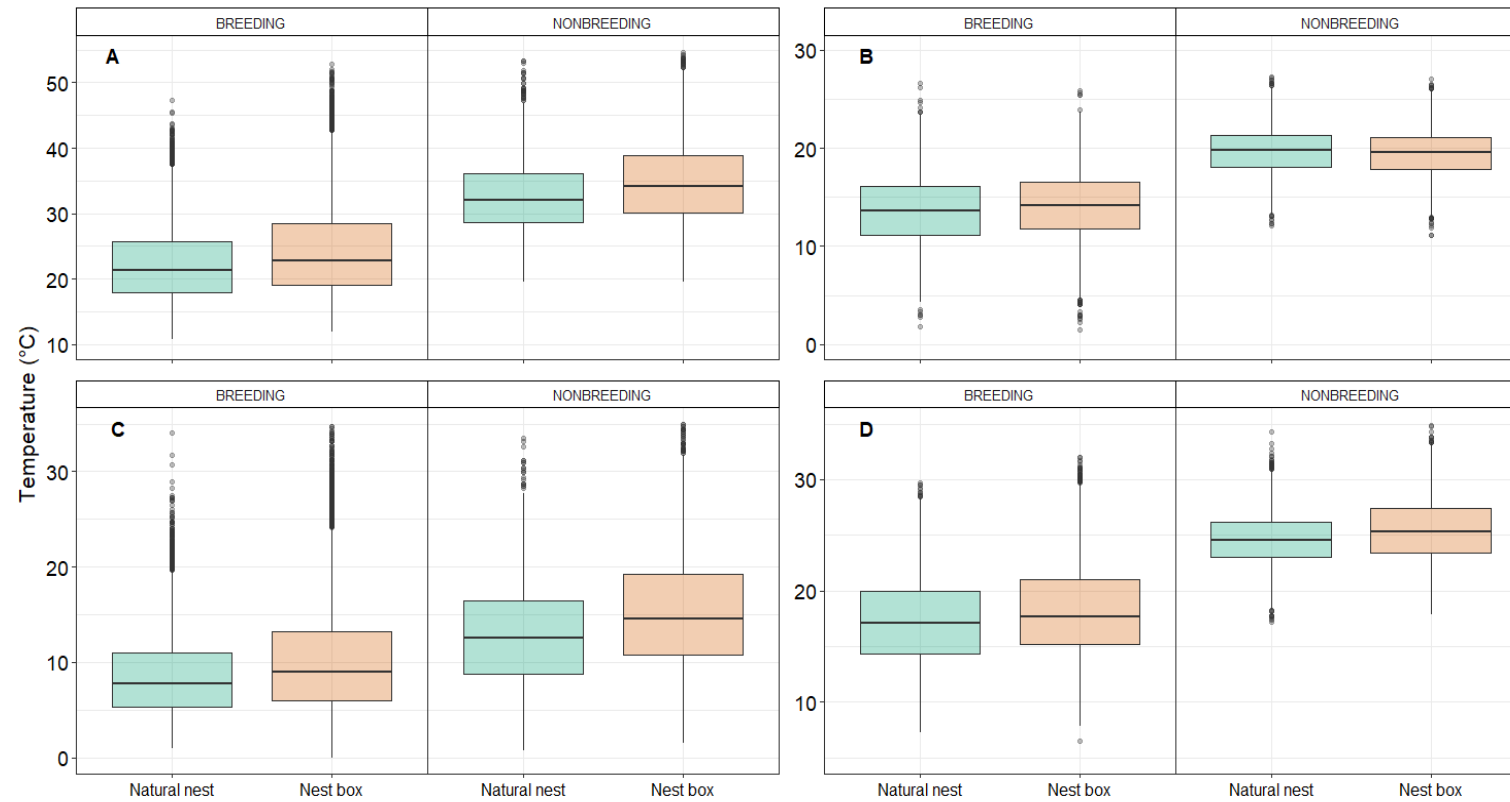 BREEDING
NONBREEDING
A
50
40
30
20
10
BREEDING
NONBREEDING
B
30
20
10
0
Temperature (°C)
BREEDING
NONBREEDING
C
30
20
10
0
Natural nest
Nest box
Natural nest
Nest box
BREEDING
NONBREEDING
D
30
20
10
Natural nest
Nest box
Natural nest
Nest box